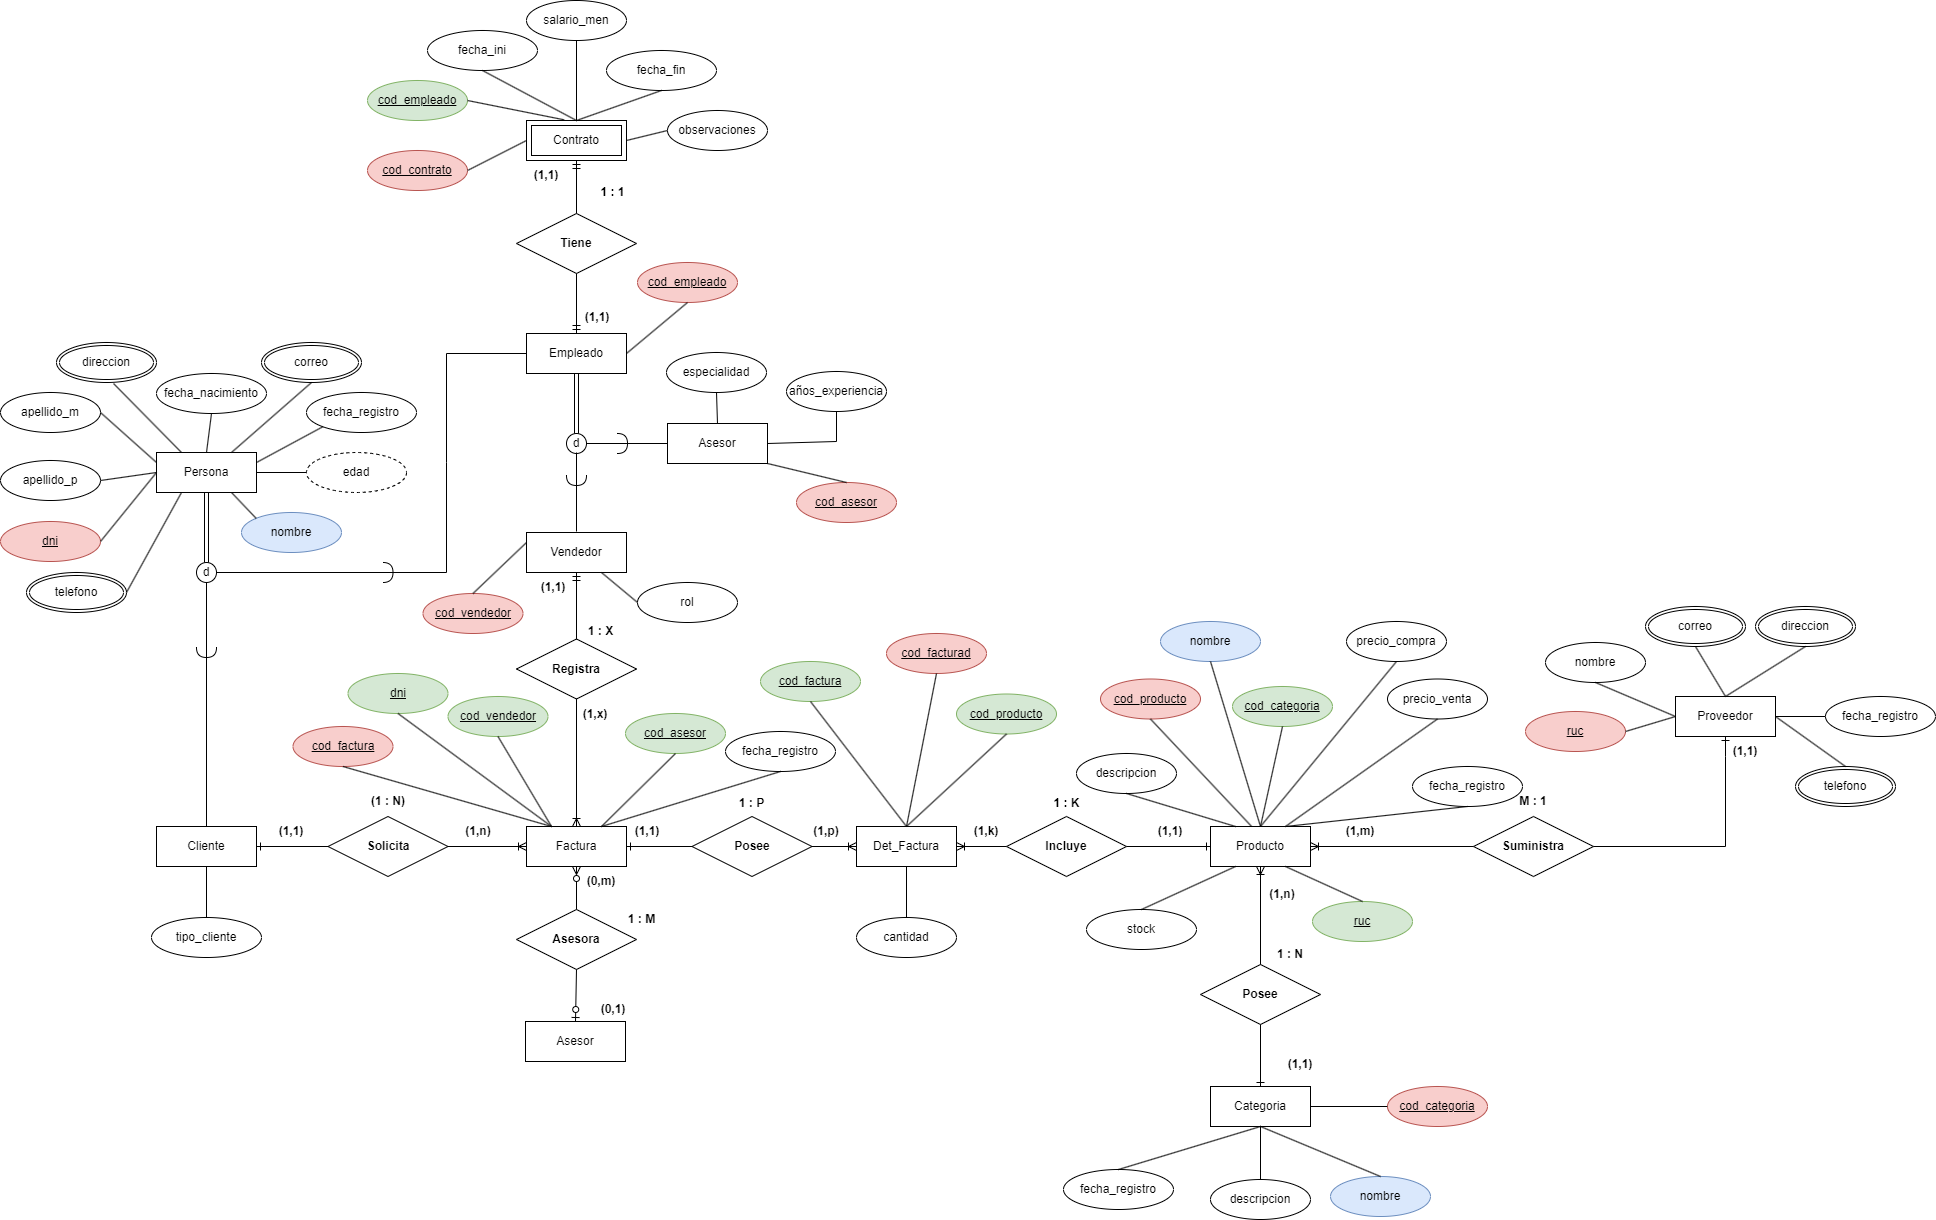 salario_men
fecha_ini
fecha_fin
cod_empleado
observaciones
Contrato
cod_contrato
(1,1)
1 : 1
Tiene
cod_empleado
(1,1)
Empleado
direccion
correo
fecha_nacimiento
apellido_m
fecha_registro
especialidad
años_experiencia
d
Asesor
Persona
edad
apellido_p
cod_asesor
nombre
dni
Vendedor
d
telefono
(1,1)
rol
cod_vendedor
1 : X
Registra
dni
cod_vendedor
(1,x)
cod_asesor
cod_factura
fecha_registro
cod_factura
cod_facturad
cod_producto
nombre
precio_compra
cod_producto
cod_categoria
precio_venta
descripcion
fecha_registro
correo
direccion
nombre
Proveedor
fecha_registro
ruc
(1,1)
telefono
(1 : N)
1 : P
1 : K
M : 1
Cliente
(1,1)
Solicita
(1,n)
Factura
(1,1)
Posee
(1,p)
Det_Factura
(1,k)
Incluye
(1,1)
Producto
(1,m)
Suministra
(0,m)
(1,n)
1 : M
tipo_cliente
Asesora
cantidad
stock
ruc
1 : N
Posee
(0,1)
Asesor
(1,1)
Categoria
cod_categoria
fecha_registro
descripcion
nombre